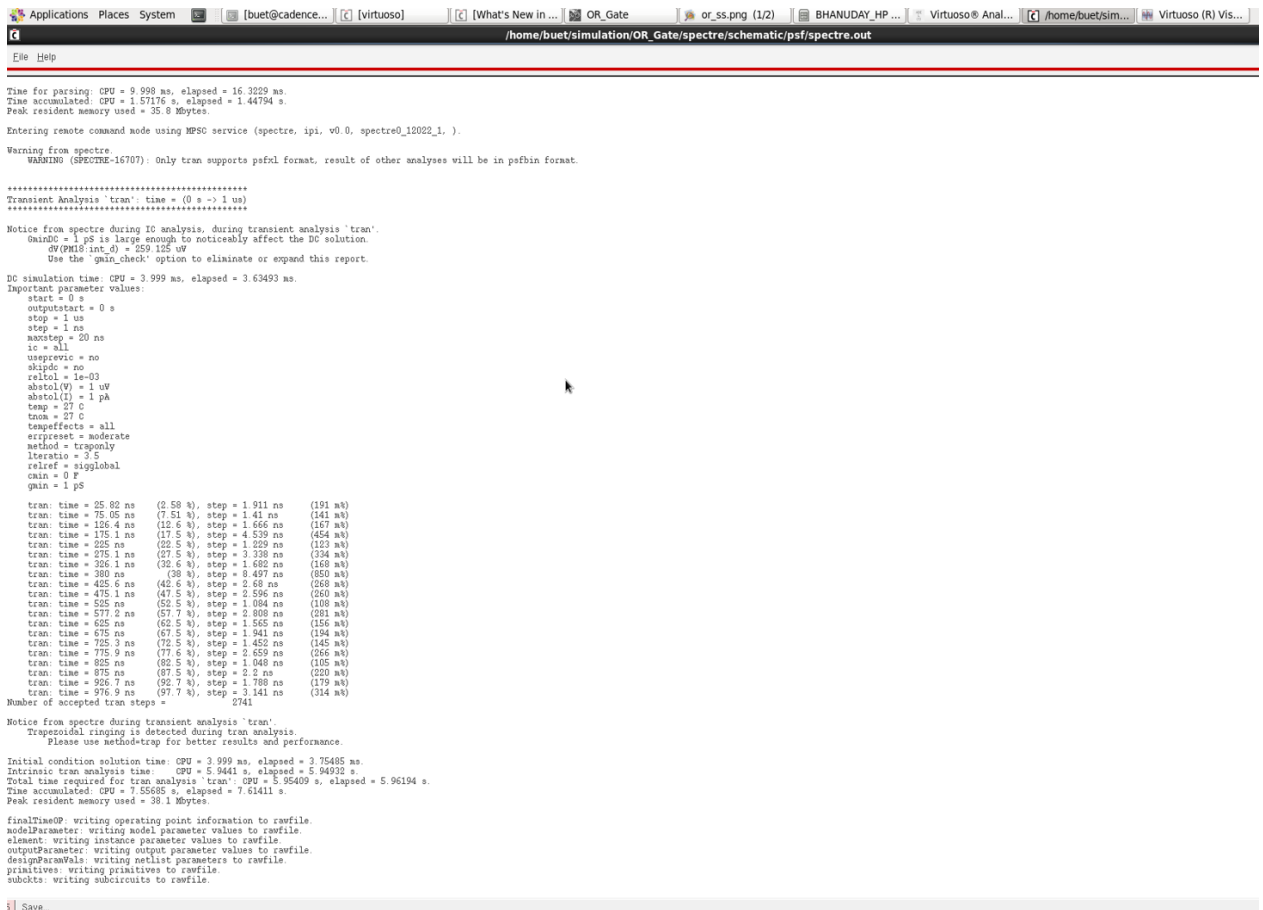 Applications Places System [buet@cadence... [virtuoso] [What's New in ... OR_Gate or_ss.png (1/2) BHANUDAY_HP ... Virtuoso® Anal... /home/buet/sim... Virtuoso (R) Vis...
/home/buet/simulation/OR_Gate/spectre/schematic/psf/spectre.out
File Help
Time for parsing: CPU = 9.998 ms, elapsed = 16.3229 ms.
Time accumulated: CPU = 1.57176 s, elapsed = 1.44794 s.
Peak resident memory used = 35.8 Mbytes.
Entering remote command mode using MPSC service (spectre, ipi, v0.0, spectre0_12022_1, ).
Warning from spectre.
WARNING (SPECTRE-16707): Only tran supports psfxl format, result of other analyses will be in psfbin format.
************************************************
Transient Analysis `tran': time = (0 s -> 1 us)
************************************************
Notice from spectre during IC analysis, during transient analysis `tran'.
GminDC = 1 pS is large enough to noticeably affect the DC solution.
dV(PM18:int_d) = 259.125 uV
Use the `gmin_check' option to eliminate or expand this report.
DC simulation time: CPU = 3.999 ms, elapsed = 3.63493 ms.
Important parameter values:
start = 0 s
outputstart = 0 s
stop = 1 us
step = 1 ns
maxstep = 20 ns
ic = all
useprevic = no
skipdc = no
reltol = 1e-03
abstol(V) = 1 uV
abstol(I) = 1 pA
temp = 27 C
tnom = 27 C
tempeffects = all
errpreset = moderate
method = traponly
lteratio = 3.5
relref = sigglobal
cmin = 0 F
gmin = 1 pS
tran: time = 25.82 ns (2.58 %), step = 1.911 ns (191 m%)
tran: time = 75.05 ns (7.51 %), step = 1.41 ns (141 m%)
tran: time = 126.4 ns (12.6 %), step = 1.666 ns (167 m%)
tran: time = 175.1 ns (17.5 %), step = 4.539 ns (454 m%)
tran: time = 225 ns (22.5 %), step = 1.229 ns (123 m%)
tran: time = 275.1 ns (27.5 %), step = 3.338 ns (334 m%)
tran: time = 326.1 ns (32.6 %), step = 1.682 ns (168 m%)
tran: time = 380 ns (38 %), step = 8.497 ns (850 m%)
tran: time = 425.6 ns (42.6 %), step = 2.68 ns (268 m%)
tran: time = 475.1 ns (47.5 %), step = 2.596 ns (260 m%)
tran: time = 525 ns (52.5 %), step = 1.084 ns (108 m%)
tran: time = 577.2 ns (57.7 %), step = 2.808 ns (281 m%)
tran: time = 625 ns (62.5 %), step = 1.565 ns (156 m%)
tran: time = 675 ns (67.5 %), step = 1.941 ns (194 m%)
tran: time = 725.3 ns (72.5 %), step = 1.452 ns (145 m%)
tran: time = 775.9 ns (77.6 %), step = 2.659 ns (266 m%)
tran: time = 825 ns (82.5 %), step = 1.048 ns (105 m%)
tran: time = 875 ns (87.5 %), step = 2.2 ns (220 m%)
tran: time = 926.7 ns (92.7 %), step = 1.788 ns (179 m%)
tran: time = 976.9 ns (97.7 %), step = 3.141 ns (314 m%)
Number of accepted tran steps = 2741
Notice from spectre during transient analysis `tran'.
Trapezoidal ringing is detected during tran analysis.
Please use method=trap for better results and performance.
Initial condition solution time: CPU = 3.999 ms, elapsed = 3.75485 ms.
Intrinsic tran analysis time: CPU = 5.9441 s, elapsed = 5.94932 s.
Total time required for tran analysis `tran': CPU = 5.95409 s, elapsed = 5.96194 s.
Time accumulated: CPU = 7.55685 s, elapsed = 7.61411 s.
Peak resident memory used = 38.1 Mbytes.
finalTimeOP: writing operating point information to rawfile.
modelParameter: writing model parameter values to rawfile.
element: writing instance parameter values to rawfile.
outputParameter: writing output parameter values to rawfile.
designParamVals: writing netlist parameters to rawfile.
primitives: writing primitives to rawfile.
subckts: writing subcircuits to rawfile.
Save